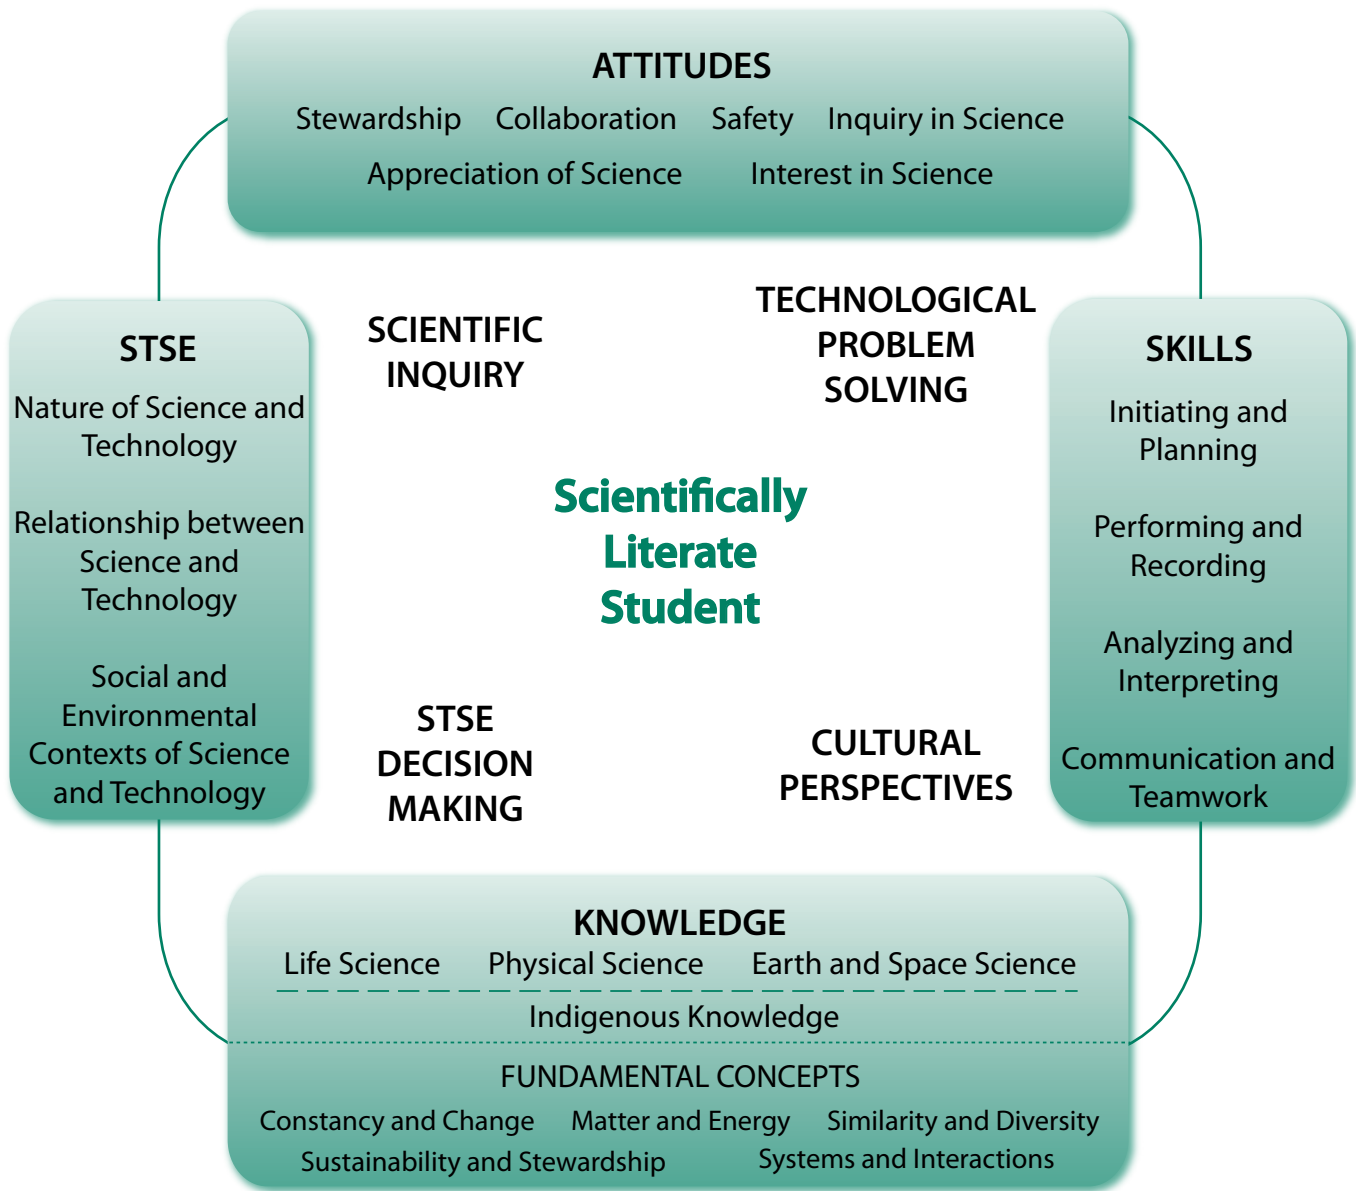 ATTITUDES
Stewardship Collaboration Safety Inquiry in Science
Appreciation of Science Interest in Science
STSE
Nature of Science and
Technology
Relationship between
Science and
Technology
Social and
Environmental
Contexts of Science
and Technology
SCIENTIFIC
INQUIRY
TECHNOLOGICAL
PROBLEM
SOLVING
Scientifically
Literate
Student
STSE
DECISION
MAKING
CULTURAL
PERSPECTIVES
SKILLS
Initiating and
Planning
Performing and
Recording
Analyzing and
Interpreting
Communication and
Teamwork
KNOWLEDGE
Life Science Physical Science Earth and Space Science
Indigenous Knowledge
FUNDAMENTAL CONCEPTS
Constancy and Change Matter and Energy Similarity and Diversity
Sustainability and Stewardship Systems and Interactions